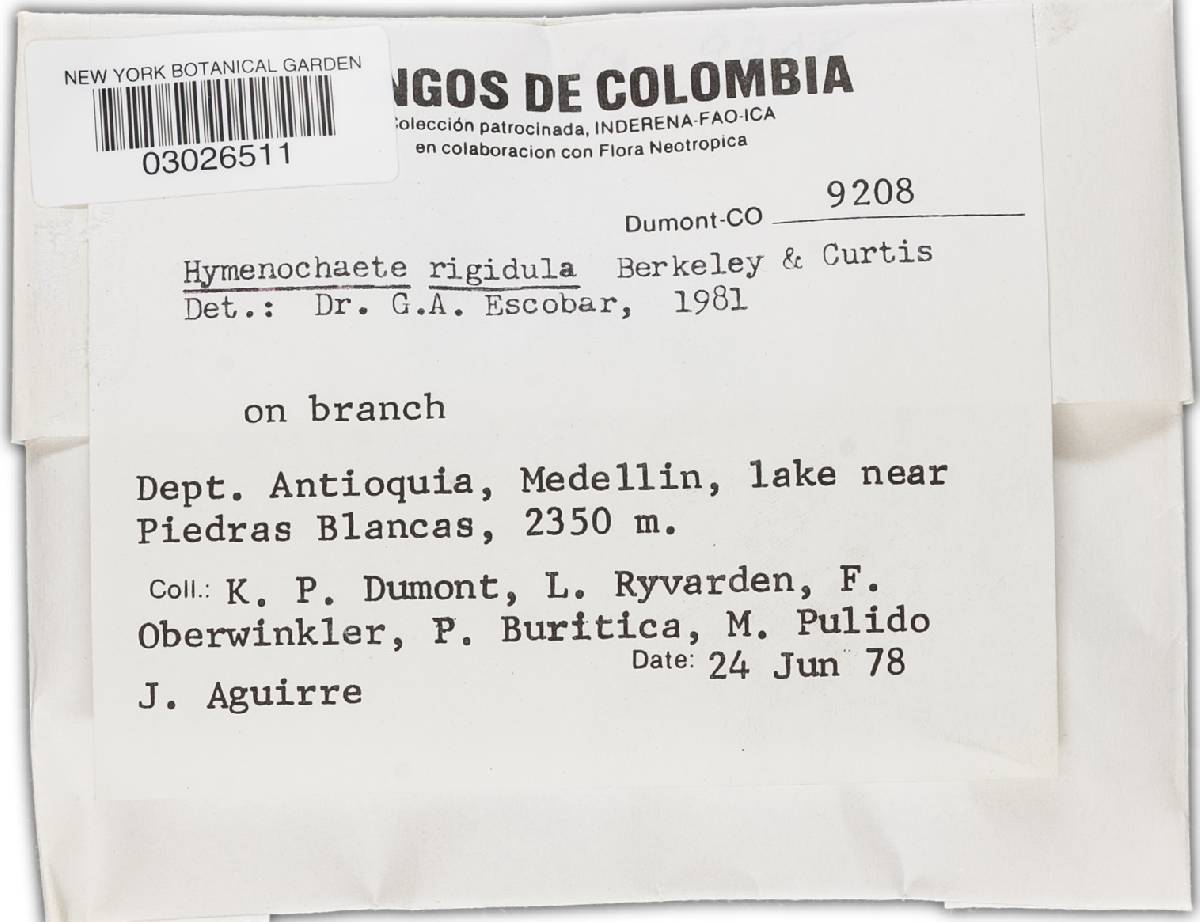 NEW YORK BOTANICAL GARDEN
03026511
NGOS DE COLOMBIA
olección patrocinada, INDERENA-FAO-ICA
en colaboracion con Flora Neotropica
Dumont-CO 9208
Hymenochaete rigidula Berkeley & Curtis
Det.: Dr. G.A. Escobar, 1981
on branch
Dept. Antioquia, Medellin, lake near
Piedras Blancas, 2350 m.
Coll.: K. P. Dumont, L. Ryvarden, F.
Oberwinkler, P. Buritica, M. Pulido
Date: 24 Jun 78
J. Aguirre